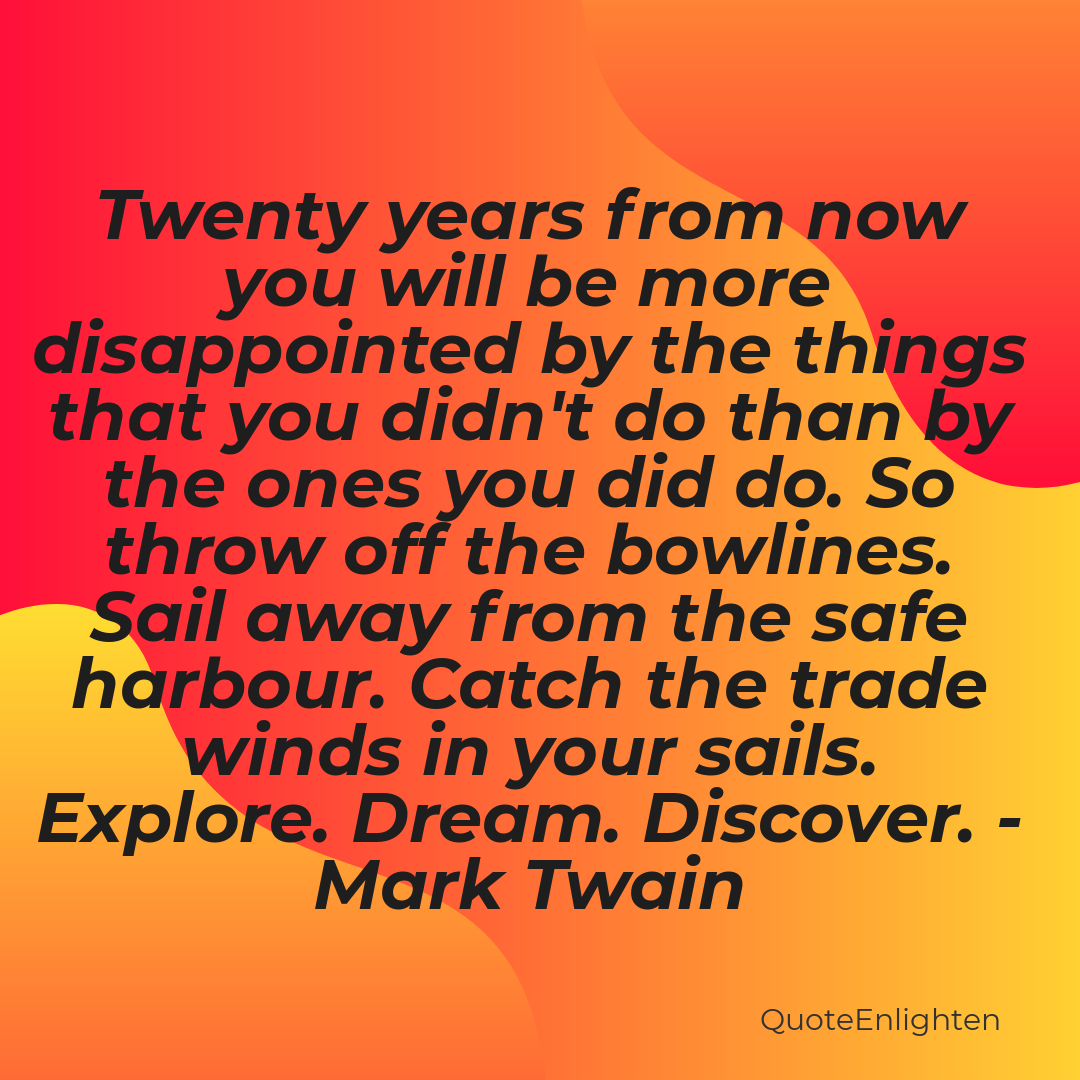 Twenty years from now
you will be more
disappointed by the things
that you didn't do than by
the ones you did do. So
throw off the bowlines.
Sail away from the safe
harbour. Catch the trade
winds in your sails.
Explore. Dream. Discover. -
Mark Twain
QuoteEnlighten